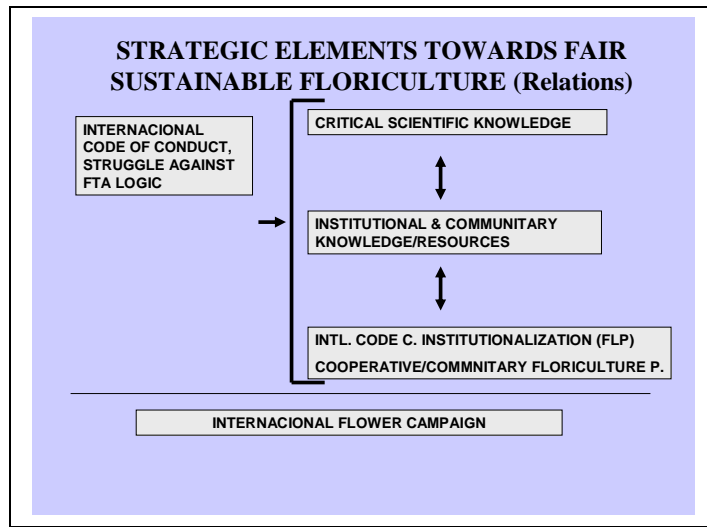 STRATEGIC ELEMENTS TOWARDS FAIR
SUSTAINABLE FLORICULTURE (Relations)
INTERNACIONAL
CODE OF CONDUCT,
STRUGGLE AGAINST
FTA LOGIC
CRITICAL SCIENTIFIC KNOWLEDGE
INSTITUTIONAL & COMMUNITARY
KNOWLEDGE/RESOURCES
INTL. CODE C. INSTITUTIONALIZATION (FLP)
COOPERATIVE/COMMNITARY FLORICULTURE P.
INTERNACIONAL FLOWER CAMPAIGN